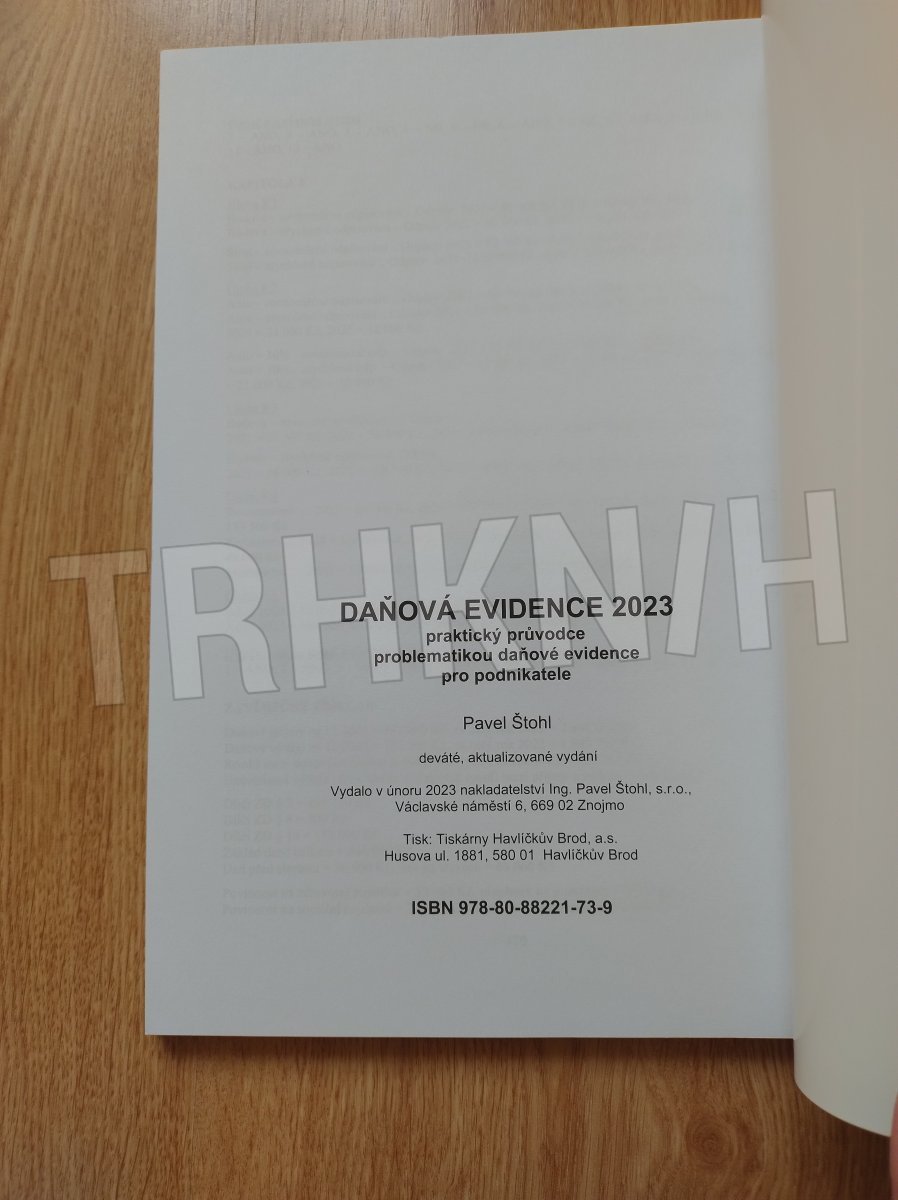 TRHKNIH
DAŇOVÁ EVIDENCE 2023
praktický průvodce
problematikou daňové evidence
pro podnikatele
Pavel Štohl
deváté, aktualizované vydání
Vydalo v únoru 2023 nakladatelství Ing. Pavel Štohl, s.r.o.,
Václavské náměstí 6, 669 02 Znojmo
Tisk: Tiskárny Havlíčkův Brod, a.s.
Husova ul. 1881, 580 01 Havlíčkův Brod
ISBN 978-80-88221-73-9